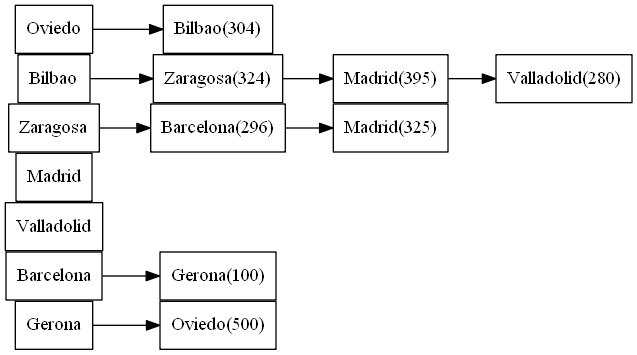 Oviedo Bilbao(304)
Bilbao Zaragosa(324) Madrid(395) Valladolid(280)
Zaragosa Barcelona(296) Madrid(325)
Madrid
Valladolid
Barcelona Gerona(100)
Gerona Oviedo(500)